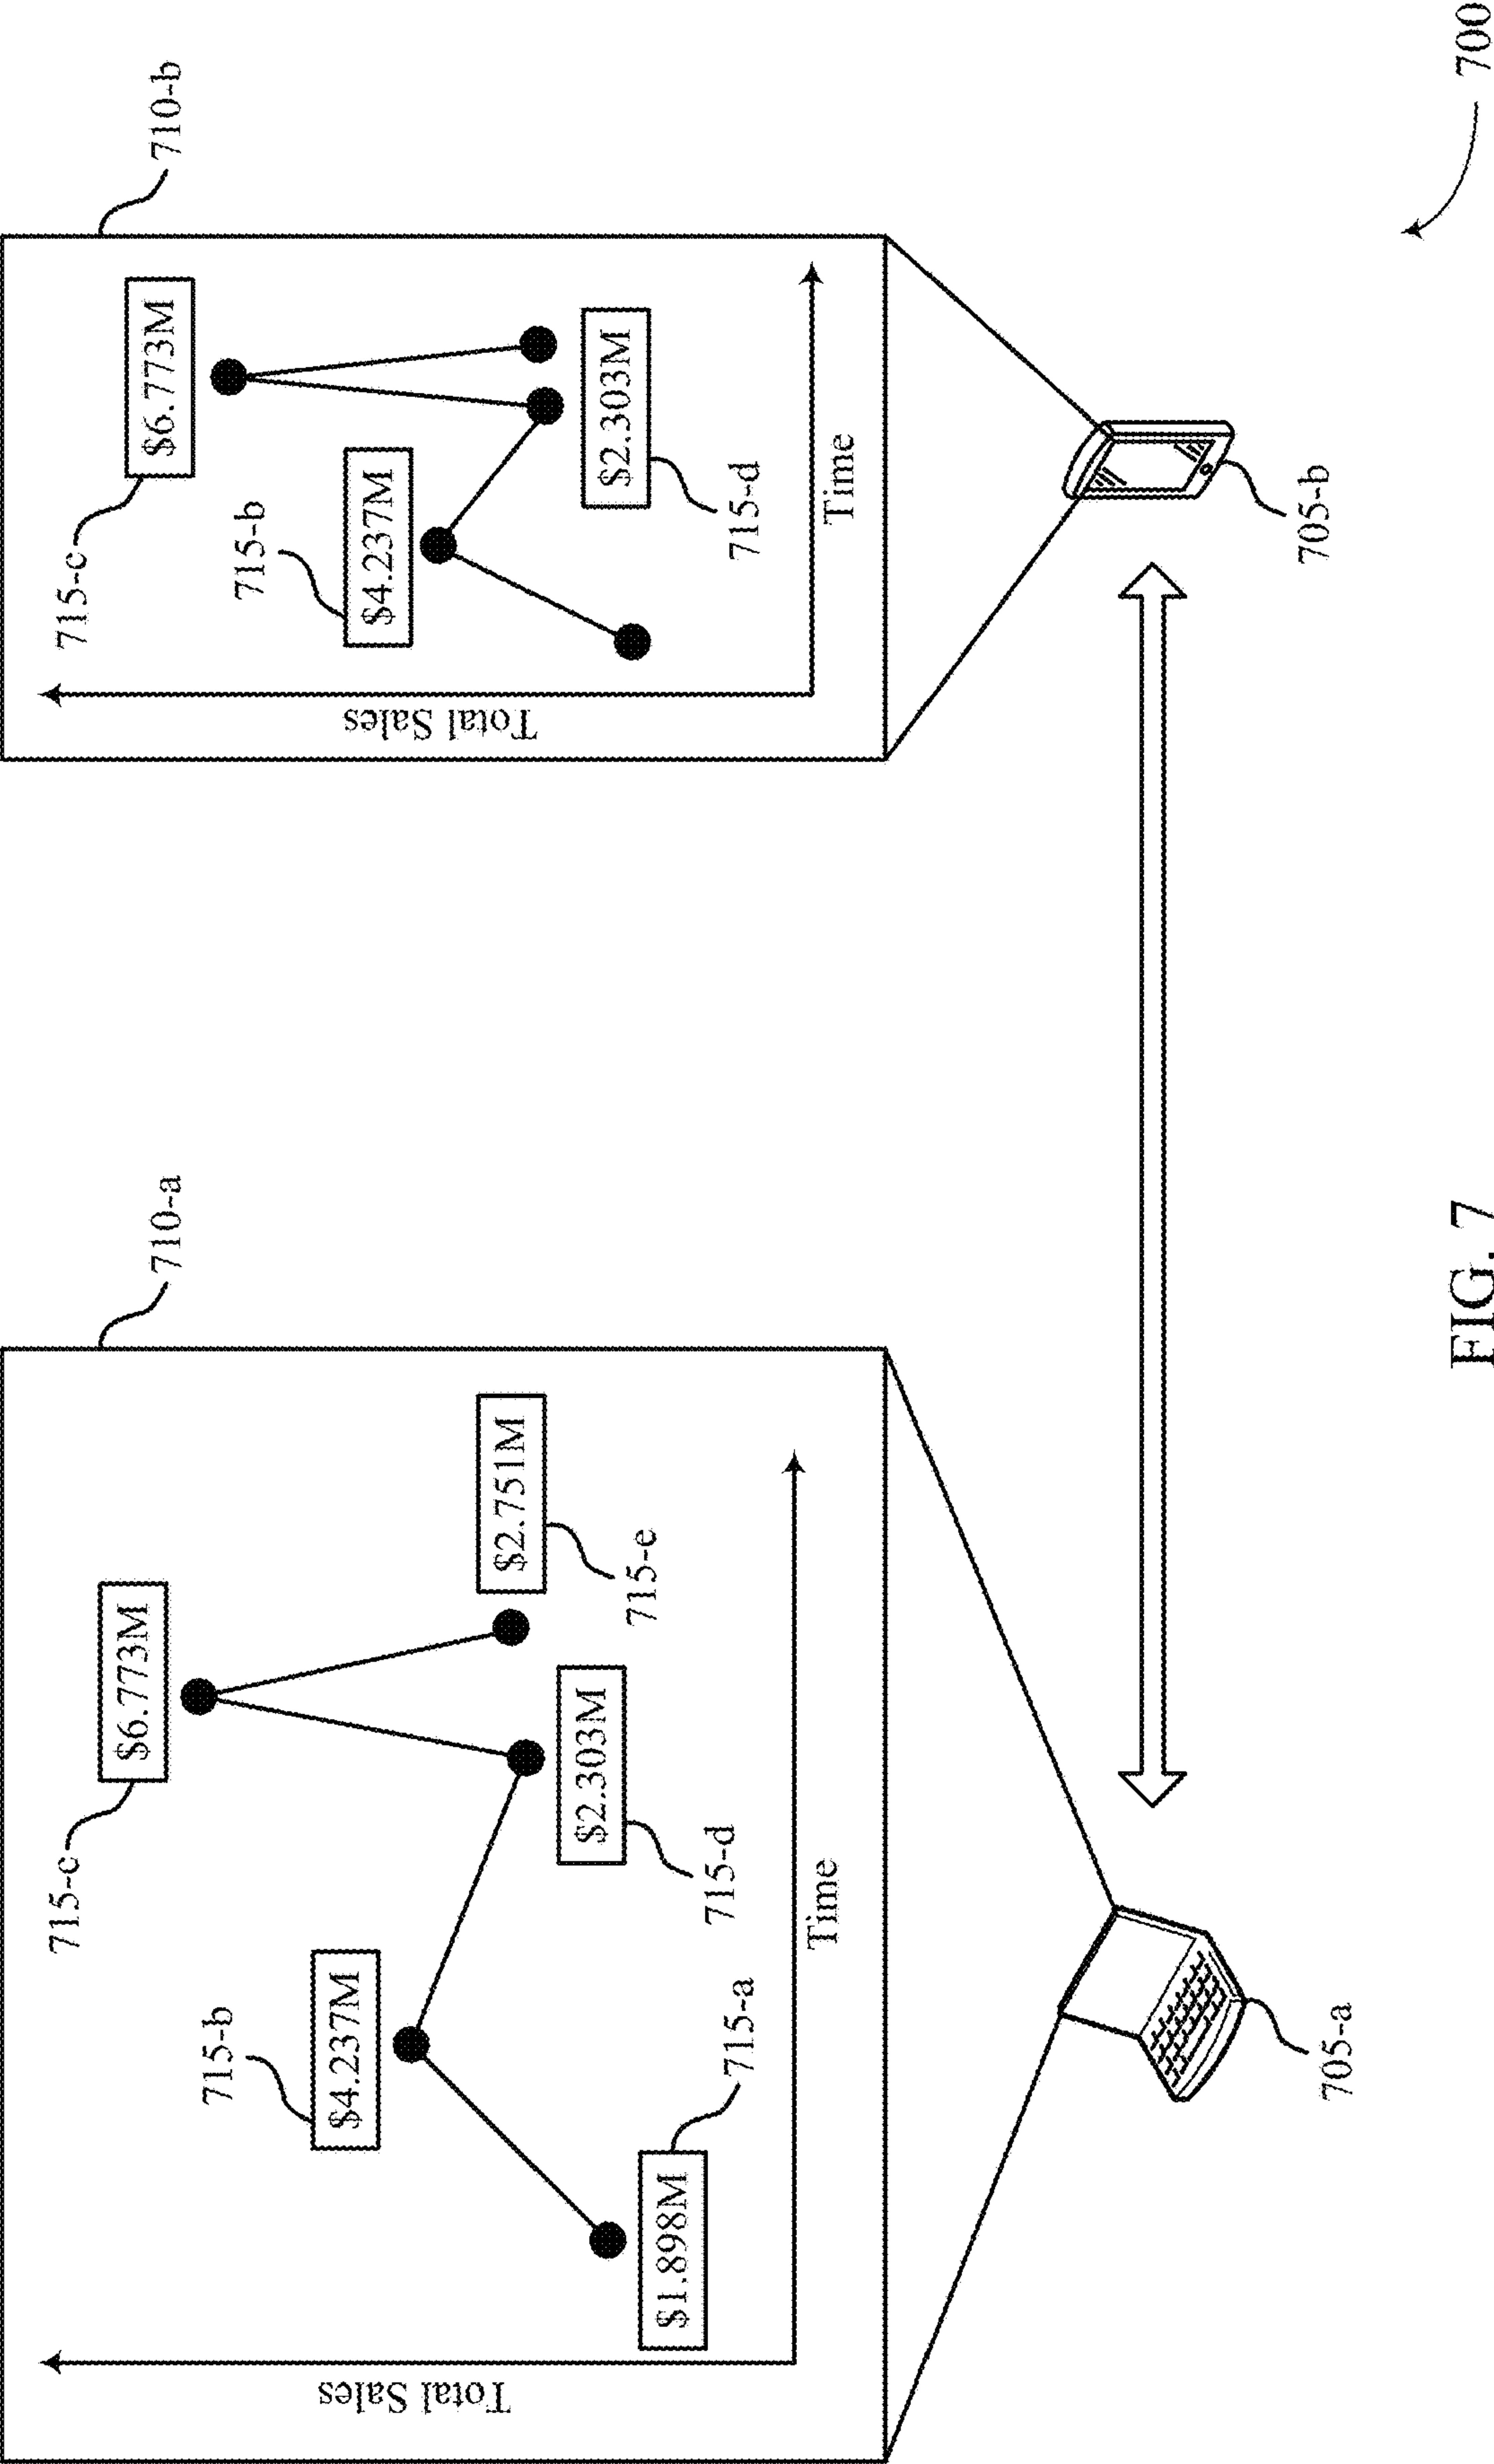 710-a
715-c
$6.773M
715-b
$4.237M
$2.751M
715-e
$2.303M
715-d
$1.898M
715-a
Total Sales
Time
705-a
710-b
715-c
$6.773M
715-b
$4.237M
$2.303M
715-d
Total Sales
Time
705-b
700
FIG. 7